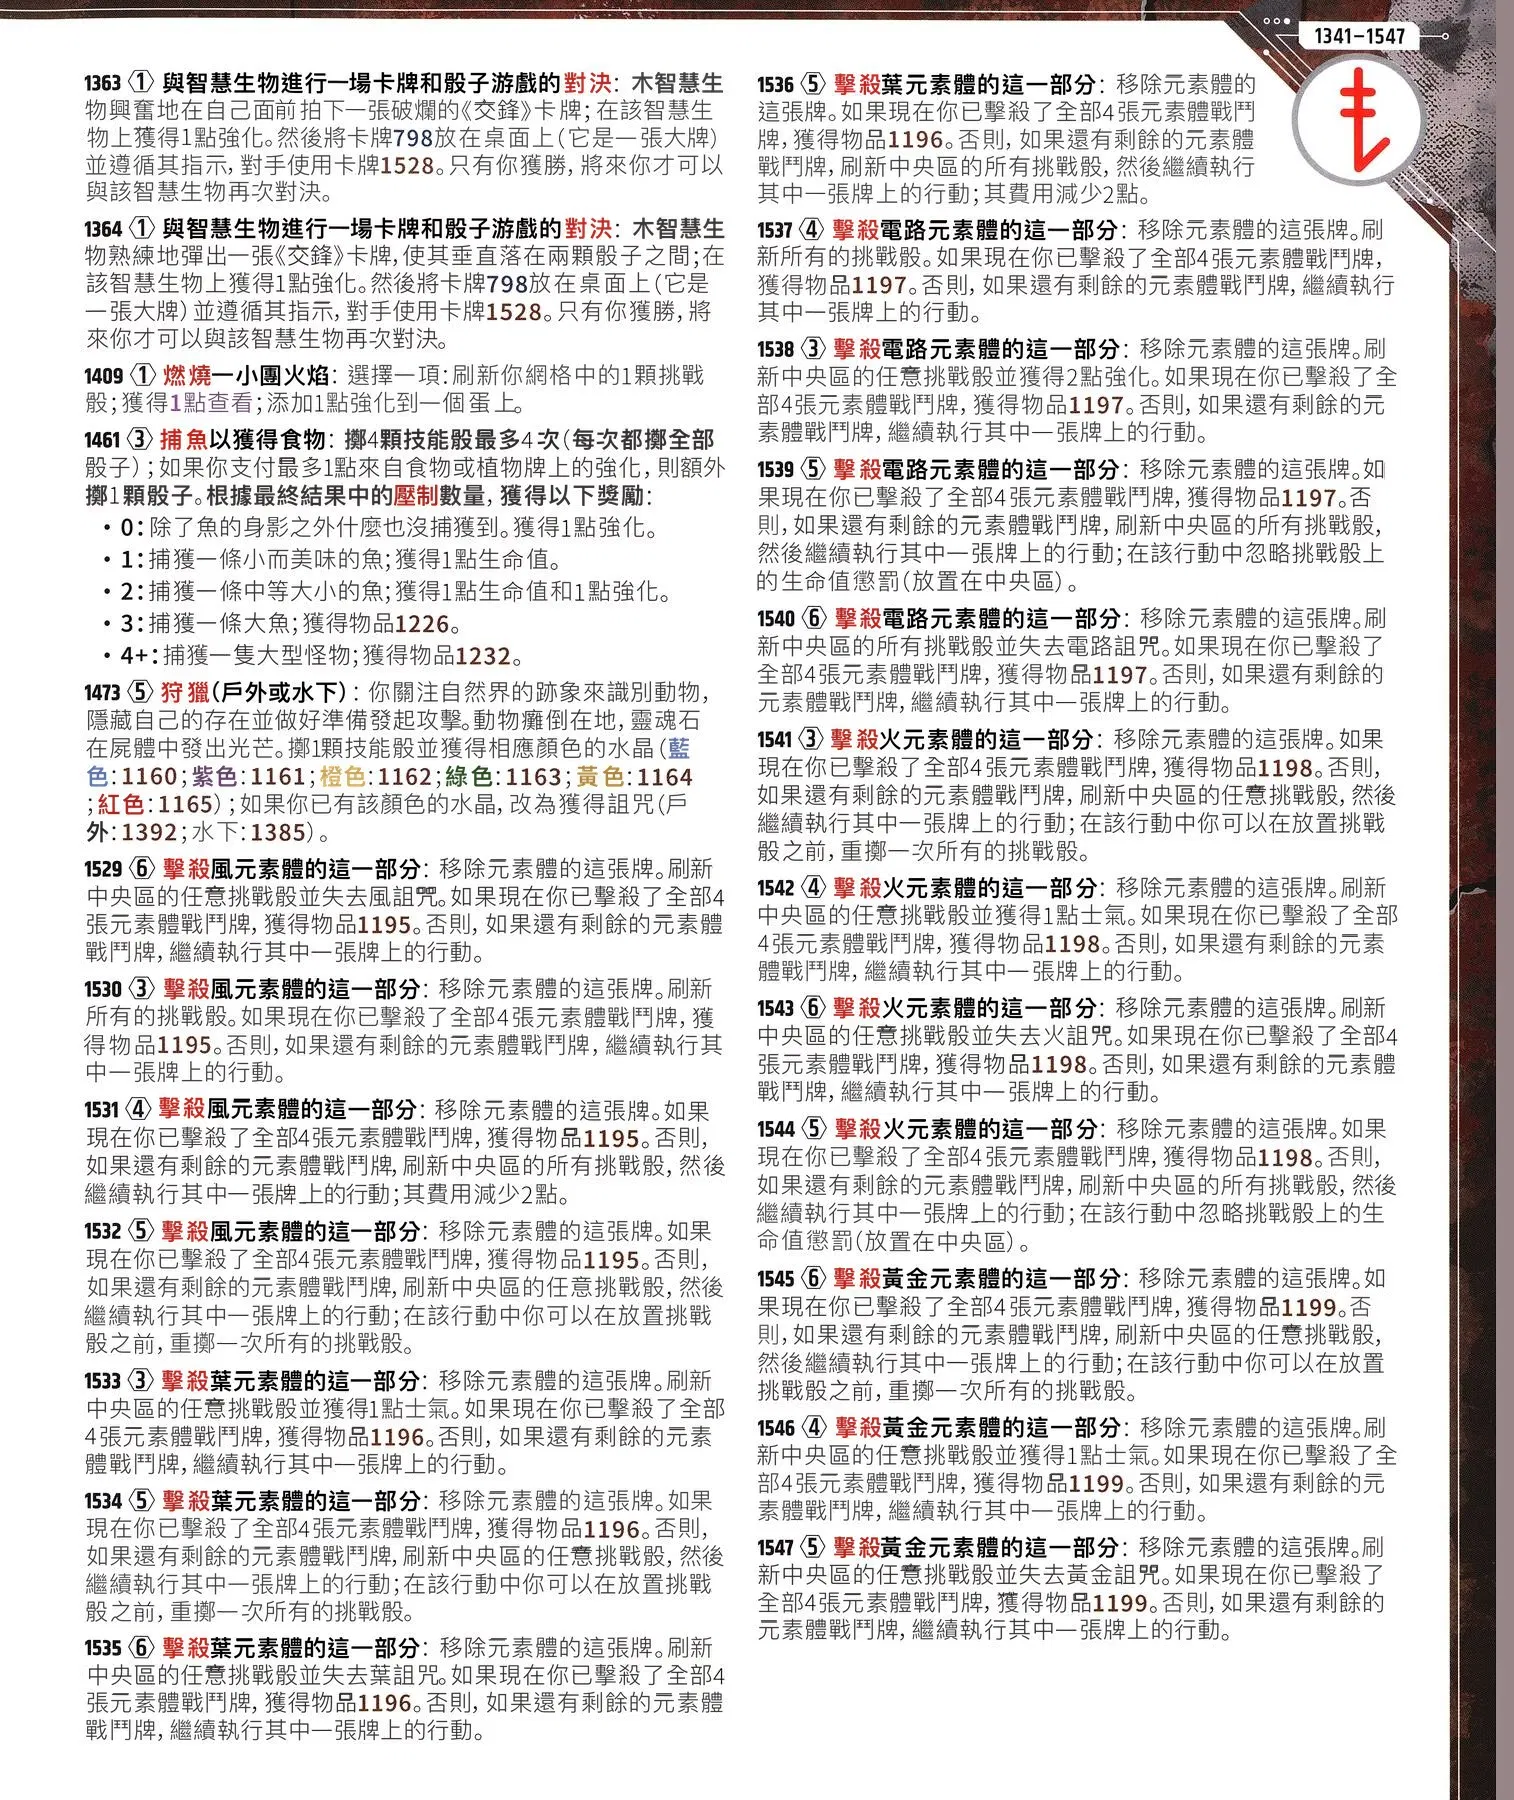 1341–1547
1363 ① 與智慧生物進行一場卡牌和骰子游戲的對決：木智慧生
物興奮地在自己面前拍下一張破爛的《交鋒》卡牌；在該智慧生
物上獲得1點強化。然後將卡牌798放在桌面上（它是一張大牌）
並遵循其指示，對手使用卡牌1528。只有你獲勝，將來你才可以
與該智慧生物再次對決。
1364 ① 與智慧生物進行一場卡牌和骰子游戲的對決：木智慧生
物熟練地彈出一張《交鋒》卡牌，使其垂直落在兩顆骰子之間；在
該智慧生物上獲得1點強化。然後將卡牌798放在桌面上（它是
一張大牌）並遵循其指示，對手使用卡牌1528。只有你獲勝，將
來你才可以與該智慧生物再次對決。
1409 ① 燃燒一小團火焰：選擇一項：刷新你網格中的1顆挑戰
骰；獲得1點查看；添加1點強化到一個蛋上。
1461 ③ 捕魚以獲得食物：擲4顆技能骰最多4次（每次都擲全部
骰子）；如果你支付最多1點來自食物或植物牌上的強化，則額外
擲1顆骰子。根據最終結果中的壓制數量，獲得以下獎勵：
・0：除了魚的身影之外什麼也沒捕獲到。獲得1點強化。
・1：捕獲一條小而美味的魚；獲得1點生命值。
・2：捕獲一條中等大小的魚；獲得1點生命值和1點強化。
・3：捕獲一條大魚；獲得物品1226。
・4+：捕獲一隻大型怪物；獲得物品1232。
1473 ⑤ 狩獵（戶外或水下）：你關注自然界的跡象來識別動物，
隱藏自己的存在並做好準備發起攻擊。動物癱倒在地，靈魂石
在屍體中發出光芒。擲1顆技能骰並獲得相應顏色的水晶（藍
色：1160；紫色：1161；橙色：1162；綠色：1163；黃色：1164
；紅色：1165）；如果你已有該顏色的水晶，改為獲得詛咒（戶
外：1392；水下：1385）。
1529 ⑥ 擊殺風元素體的這一部分：移除元素體的這張牌。刷新
中央區的任意挑戰骰並失去風詛咒。如果現在你已擊殺了全部4
張元素體戰鬥牌，獲得物品1195。否則，如果還有剩餘的元素體
戰鬥牌，繼續執行其中一張牌上的行動。
1530 ③ 擊殺風元素體的這一部分：移除元素體的這張牌。刷新
所有的挑戰骰。如果現在你已擊殺了全部4張元素體戰鬥牌，獲
得物品1195。否則，如果還有剩餘的元素體戰鬥牌，繼續執行其
中一張牌上的行動。
1531 ④ 擊殺風元素體的這一部分：移除元素體的這張牌。如果
現在你已擊殺了全部4張元素體戰鬥牌，獲得物品1195。否則，
如果還有剩餘的元素體戰鬥牌，刷新中央區的所有挑戰骰，然後
繼續執行其中一張牌上的行動；其費用減少2點。
1532 ⑤ 擊殺風元素體的這一部分：移除元素體的這張牌。如果
現在你已擊殺了全部4張元素體戰鬥牌，獲得物品1195。否則，
如果還有剩餘的元素體戰鬥牌，刷新中央區的任意挑戰骰，然後
繼續執行其中一張牌上的行動；在該行動中你可以在放置挑戰
骰之前，重擲一次所有的挑戰骰。
1533 ③ 擊殺葉元素體的這一部分：移除元素體的這張牌。刷新
中央區的任意挑戰骰並獲得1點士氣。如果現在你已擊殺了全部
4張元素體戰鬥牌，獲得物品1196。否則，如果還有剩餘的元素
體戰鬥牌，繼續執行其中一張牌上的行動。
1534 ⑤ 擊殺葉元素體的這一部分：移除元素體的這張牌。如果
現在你已擊殺了全部4張元素體戰鬥牌，獲得物品1196。否則，
如果還有剩餘的元素體戰鬥牌，刷新中央區的任意挑戰骰，然後
繼續執行其中一張牌上的行動；在該行動中你可以在放置挑戰
骰之前，重擲一次所有的挑戰骰。
1535 ⑥ 擊殺葉元素體的這一部分：移除元素體的這張牌。刷新
中央區的任意挑戰骰並失去葉詛咒。如果現在你已擊殺了全部4
張元素體戰鬥牌，獲得物品1196。否則，如果還有剩餘的元素體
戰鬥牌，繼續執行其中一張牌上的行動。
1536 ⑤ 擊殺葉元素體的這一部分：移除元素體的
這張牌。如果現在你已擊殺了全部4張元素體戰鬥
牌，獲得物品1196。否則，如果還有剩餘的元素體
戰鬥牌，刷新中央區的所有挑戰骰，然後繼續執行
其中一張牌上的行動；其費用減少2點。
1537 ④ 擊殺電路元素體的這一部分：移除元素體的這張牌。刷
新所有的挑戰骰。如果現在你已擊殺了全部4張元素體戰鬥牌，
獲得物品1197。否則，如果還有剩餘的元素體戰鬥牌，繼續執行
其中一張牌上的行動。
1538 ③ 擊殺電路元素體的這一部分：移除元素體的這張牌。刷
新中央區的任意挑戰骰並獲得2點強化。如果現在你已擊殺了全
部4張元素體戰鬥牌，獲得物品1197。否則，如果還有剩餘的元
素體戰鬥牌，繼續執行其中一張牌上的行動。
1539 ⑤ 擊殺電路元素體的這一部分：移除元素體的這張牌。如
果現在你已擊殺了全部4張元素體戰鬥牌，獲得物品1197。否
則，如果還有剩餘的元素體戰鬥牌，刷新中央區的所有挑戰骰，
然後繼續執行其中一張牌上的行動；在該行動中忽略挑戰骰上
的生命值懲罰（放置在中央區）。
1540 ⑥ 擊殺電路元素體的這一部分：移除元素體的這張牌。刷
新中央區的所有挑戰骰並失去電路詛咒。如果現在你已擊殺了
全部4張元素體戰鬥牌，獲得物品1197。否則，如果還有剩餘的
元素體戰鬥牌，繼續執行其中一張牌上的行動。
1541 ③ 擊殺火元素體的這一部分：移除元素體的這張牌。如果
現在你已擊殺了全部4張元素體戰鬥牌，獲得物品1198。否則，
如果還有剩餘的元素體戰鬥牌，刷新中央區的任意挑戰骰，然後
繼續執行其中一張牌上的行動；在該行動中你可以在放置挑戰
骰之前，重擲一次所有的挑戰骰。
1542 ④ 擊殺火元素體的這一部分：移除元素體的這張牌。刷新
中央區的任意挑戰骰並獲得1點士氣。如果現在你已擊殺了全部
4張元素體戰鬥牌，獲得物品1198。否則，如果還有剩餘的元素
體戰鬥牌，繼續執行其中一張牌上的行動。
1543 ⑥ 擊殺火元素體的這一部分：移除元素體的這張牌。刷新
中央區的任意挑戰骰並失去火詛咒。如果現在你已擊殺了全部4
張元素體戰鬥牌，獲得物品1198。否則，如果還有剩餘的元素體
戰鬥牌，繼續執行其中一張牌上的行動。
1544 ⑤ 擊殺火元素體的這一部分：移除元素體的這張牌。如果
現在你已擊殺了全部4張元素體戰鬥牌，獲得物品1198。否則，
如果還有剩餘的元素體戰鬥牌，刷新中央區的所有挑戰骰，然後
繼續執行其中一張牌上的行動；在該行動中忽略挑戰骰上的生
命值懲罰（放置在中央區）。
1545 ⑥ 擊殺黃金元素體的這一部分：移除元素體的這張牌。如
果現在你已擊殺了全部4張元素體戰鬥牌，獲得物品1199。否
則，如果還有剩餘的元素體戰鬥牌，刷新中央區的任意挑戰骰，
然後繼續執行其中一張牌上的行動；在該行動中你可以在放置
挑戰骰之前，重擲一次所有的挑戰骰。
1546 ④ 擊殺黃金元素體的這一部分：移除元素體的這張牌。刷
新中央區的任意挑戰骰並獲得1點士氣。如果現在你已擊殺了全
部4張元素體戰鬥牌，獲得物品1199。否則，如果還有剩餘的元
素體戰鬥牌，繼續執行其中一張牌上的行動。
1547 ⑤ 擊殺黃金元素體的這一部分：移除元素體的這張牌。刷
新中央區的任意挑戰骰並失去黃金詛咒。如果現在你已擊殺了
全部4張元素體戰鬥牌，獲得物品1199。否則，如果還有剩餘的
元素體戰鬥牌，繼續執行其中一張牌上的行動。